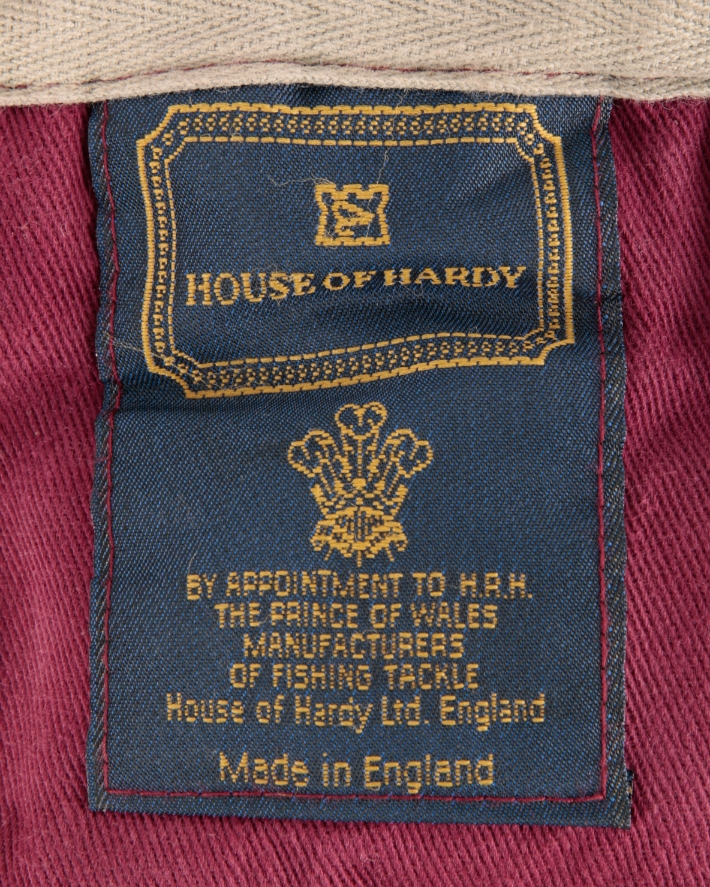 HOUSE OF HARDY
BY APPOINTMENT TO H.R.H.
THE PRINCE OF WALES
MANUFACTURERS
OF FISHING TACKLE
House of Hardy Ltd. England
Made in England